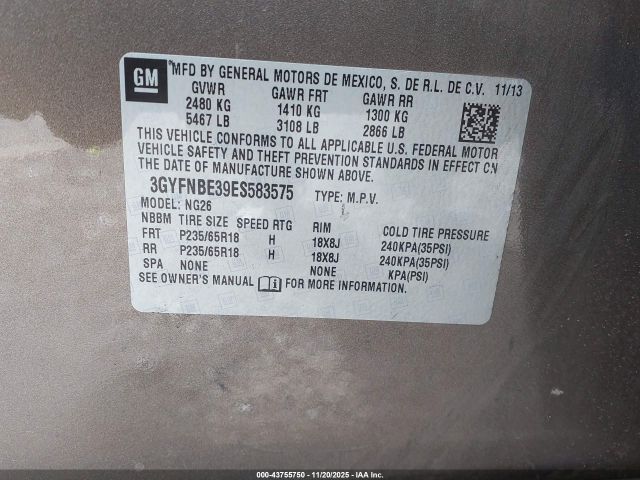 GM *MFD BY GENERAL MOTORS DE MEXICO, S. DE R.L. DE C.V. 11/13
GVWR GAWR FRT GAWR RR
2480 KG 1410 KG 1300 KG
5467 LB 3108 LB 2866 LB
THIS VEHICLE CONFORMS TO ALL APPLICABLE U.S. FEDERAL MOTOR
VEHICLE SAFETY AND THEFT PREVENTION STANDARDS IN EFFECT ON
THE DATE OF MANUFACTURE SHOWN ABOVE.
3GYFNBE39ES583575 TYPE: M.P.V.
MODEL: NG26
NBBM TIRE SIZE SPEED RTG RIM COLD TIRE PRESSURE
FRT P235/65R18 H 18X8J 240KPA(35PSI)
RR P235/65R18 H 18X8J 240KPA(35PSI)
SPA NONE NONE KPA(PSI)
SEE OWNER'S MANUAL FOR MORE INFORMATION.
000-43755750 - 11/20/2025 - IAAI.COM